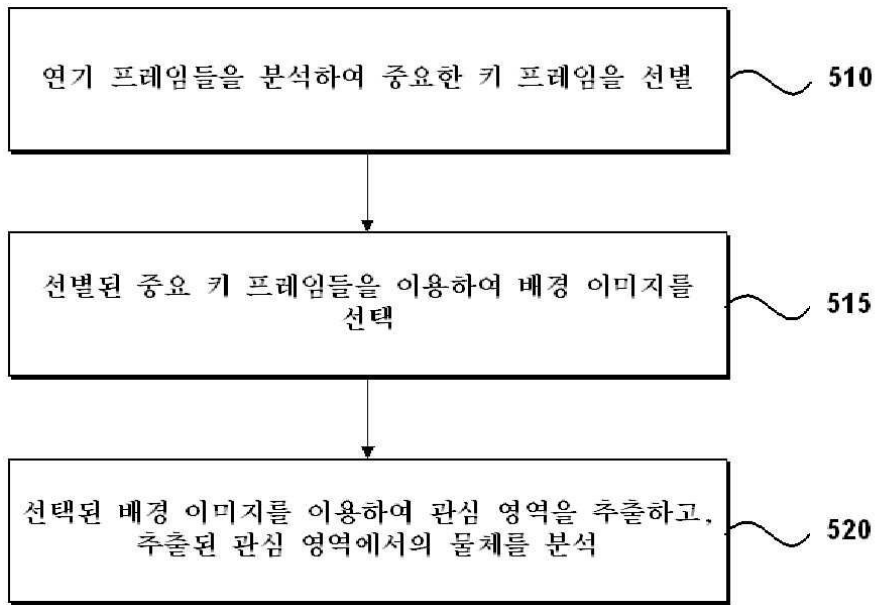 연기 프레임들을 분석하여 중요한 키 프레임을 선별
510
선별된 중요 키 프레임들을 이용하여 배경 이미지를
선택
515
선택된 배경 이미지를 이용하여 관심 영역을 추출하고,
추출된 관심 영역에서의 물체를 분석
520